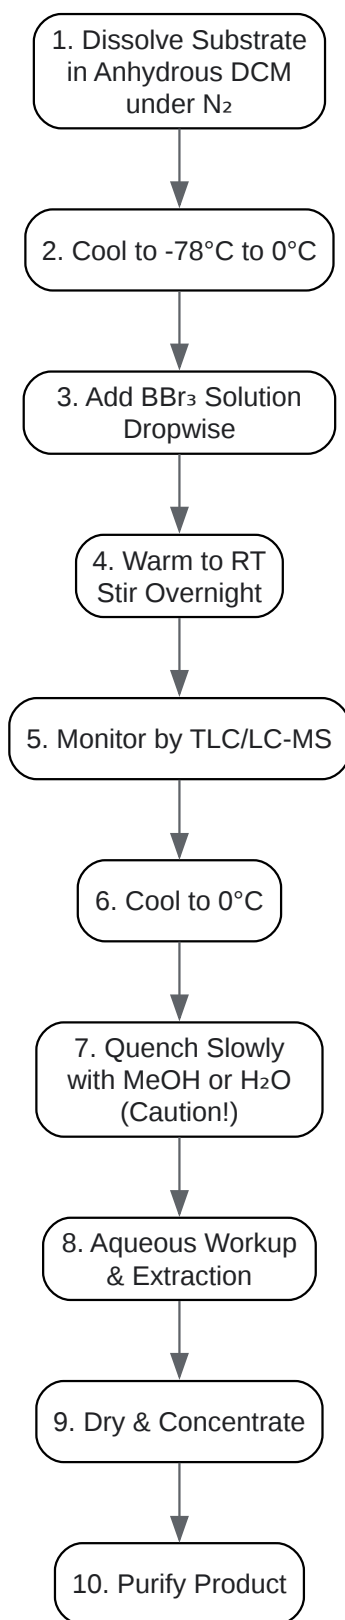 1. Dissolve Substrate
in Anhydrous DCM
under N₂
2. Cool to -78°C to 0°C
3. Add BBr₃ Solution
Dropwise
4. Warm to RT
Stir Overnight
5. Monitor by TLC/LC-MS
6. Cool to 0°C
7. Quench Slowly
with MeOH or H₂O
(Caution!)
8. Aqueous Workup
& Extraction
9. Dry & Concentrate
10. Purify Product